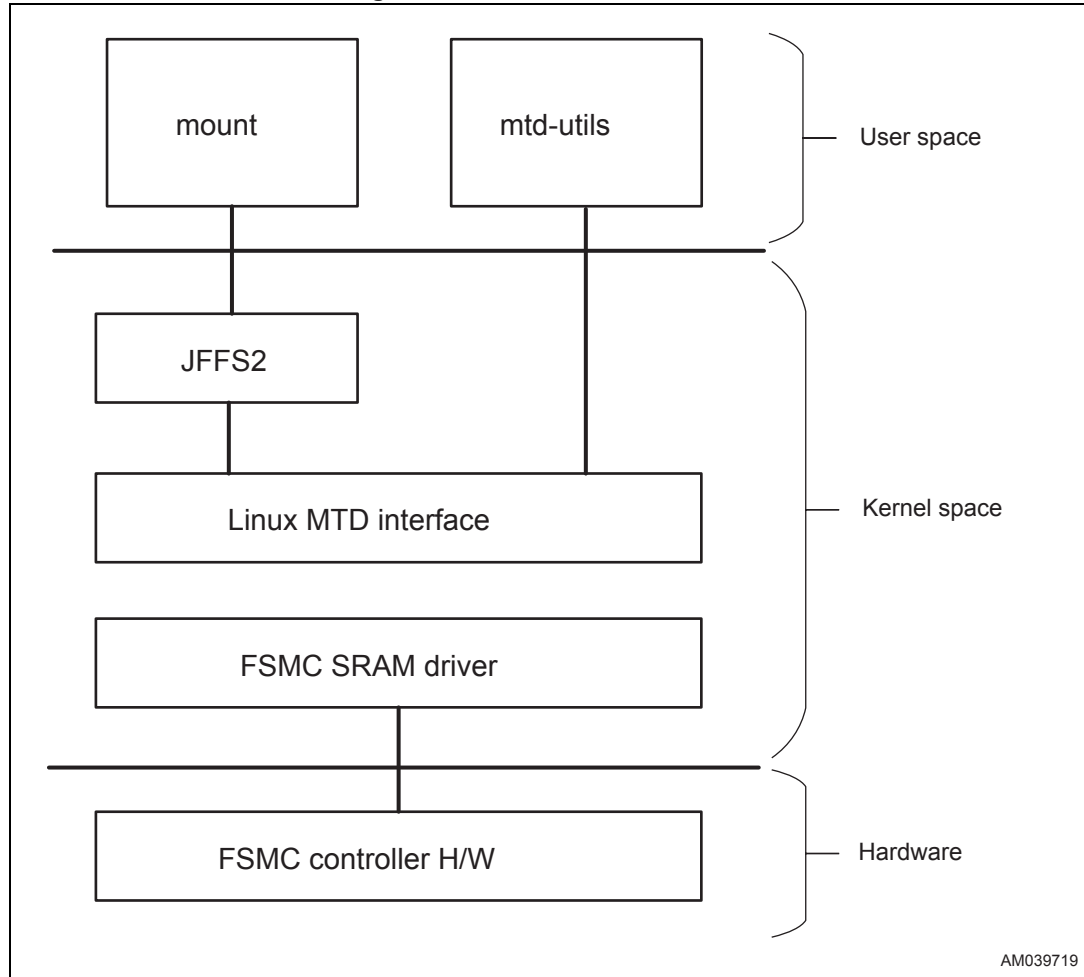 mount
mtd-utils
User space
JFFS2
Linux MTD interface
Kernel space
FSMC SRAM driver
FSMC controller H/W
Hardware
AM039719